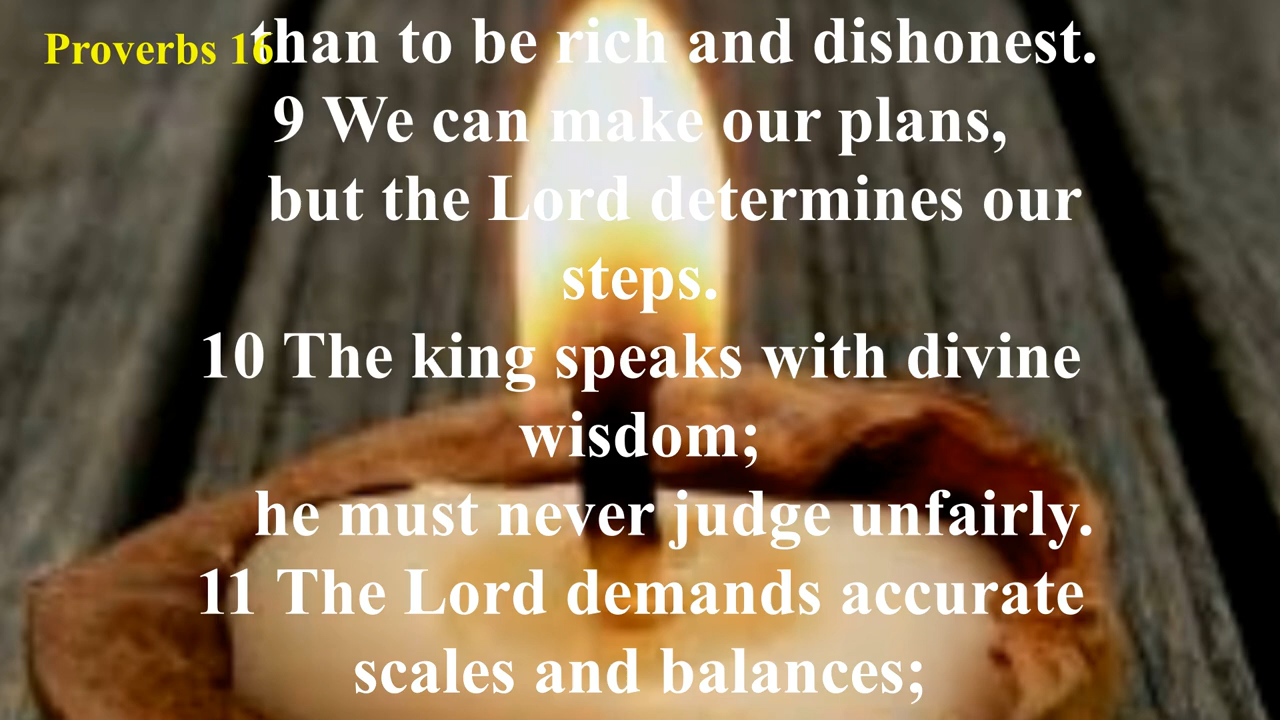 Proverbs 16
than to be rich and dishonest.
9 We can make our plans,
but the Lord determines our
steps.
10 The king speaks with divine
wisdom;
he must never judge unfairly.
11 The Lord demands accurate
scales and balances;